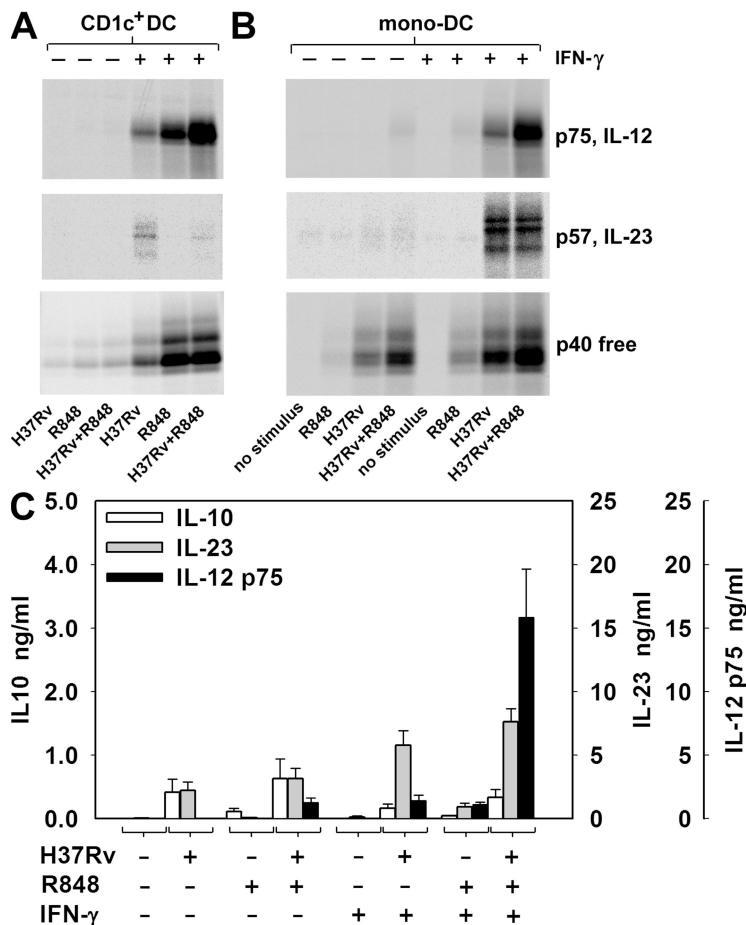 A
CD1c+ DC
B
mono-DC
– – – + + +
– – – – + + + +
IFN-γ
p75, IL-12
p57, IL-23
p40 free
H37Rv
R848
H37Rv+R848
H37Rv
R848
H37Rv+R848
no stimulus
R848
H37Rv
H37Rv+R848
no stimulus
R848
H37Rv
H37Rv+R848
C
IL-10
IL-23
IL-12 p75
5.0
4.0
3.0
2.0
1.0
0.0
IL10 ng/ml
25
20
15
10
5
0
IL-23 ng/ml
25
20
15
10
5
0
IL-12 p75 ng/ml
H37Rv – + – + – + – +
R848 – – + + – – + +
IFN-γ – – – – + + + +